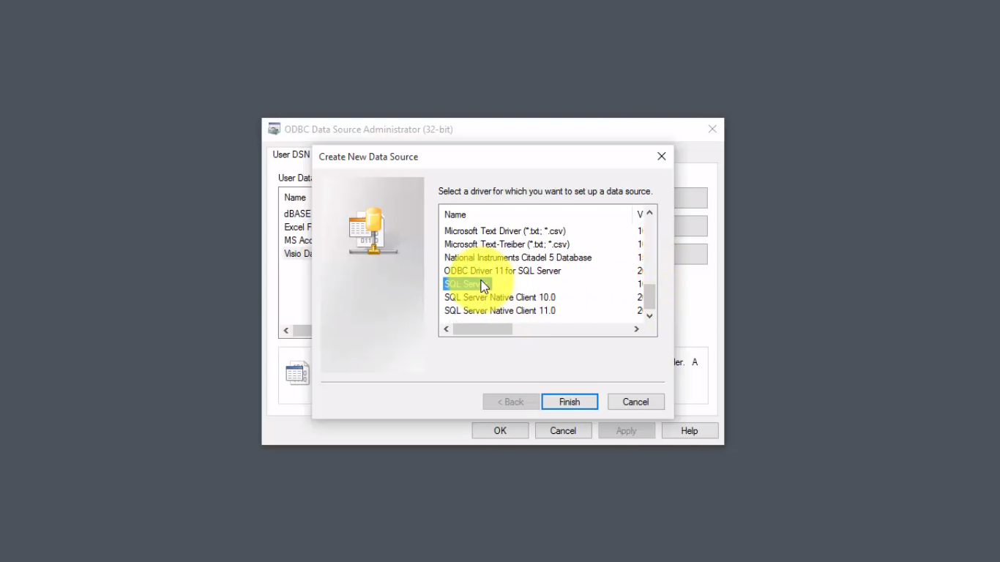 ODBC Data Source Administrator (32-bit)
User DSN
Create New Data Source
User Data
Name
dBASE
Excel F
MS Acc
Visio Da
Select a driver for which you want to set up a data source.
Name V
Microsoft Text Driver (*.txt; *.csv) 1
Microsoft Text-Treiber (*.txt; *.csv) 1
National Instruments Citadel 5 Database 1
ODBC Driver 11 for SQL Server 2
SQL Server 1
SQL Server Native Client 10.0 2
SQL Server Native Client 11.0 2
ler. A
< Back Finish Cancel
OK Cancel Apply Help